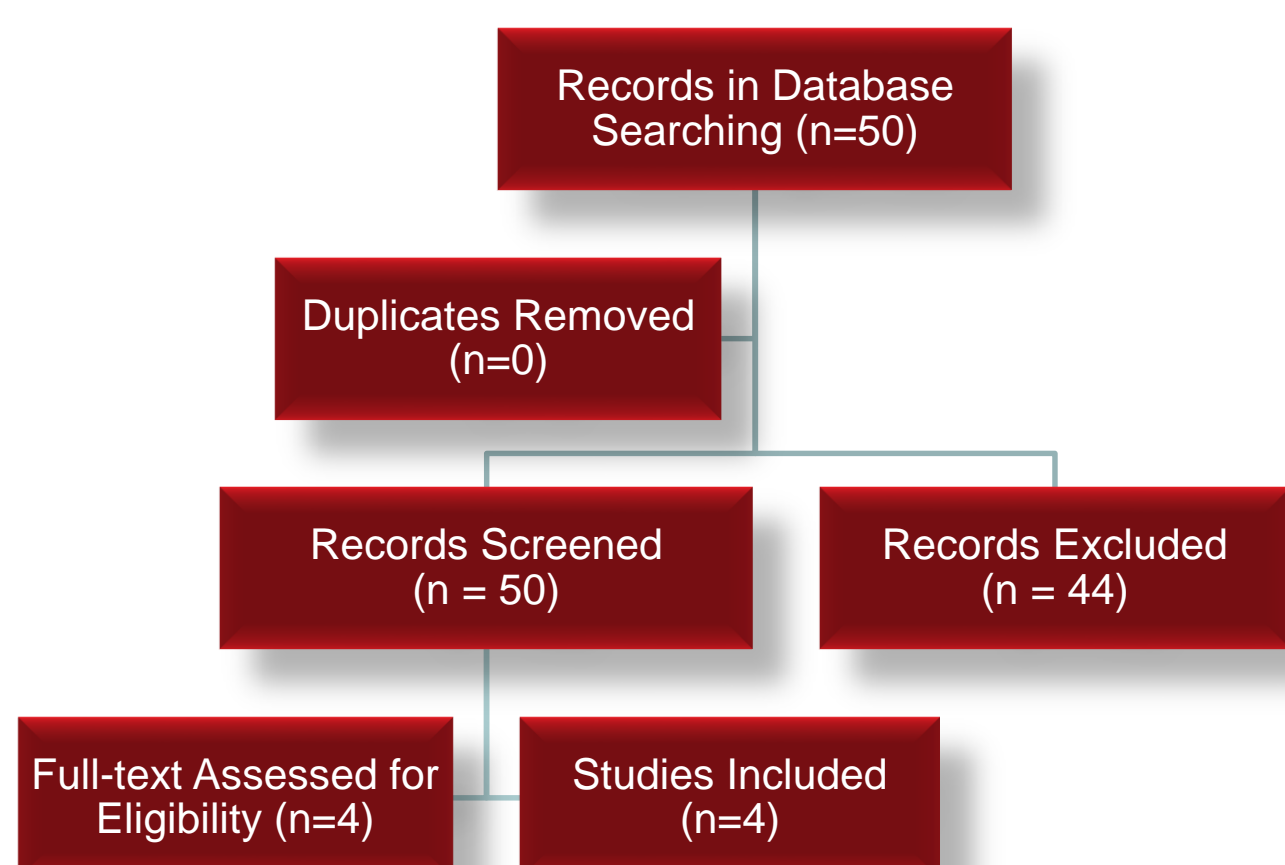 Records in Database
Searching (n=50)
Duplicates Removed
(n=0)
Records Screened
(n = 50)
Records Excluded
(n = 44)
Full-text Assessed for
Eligibility (n=4)
Studies Included
(n=4)